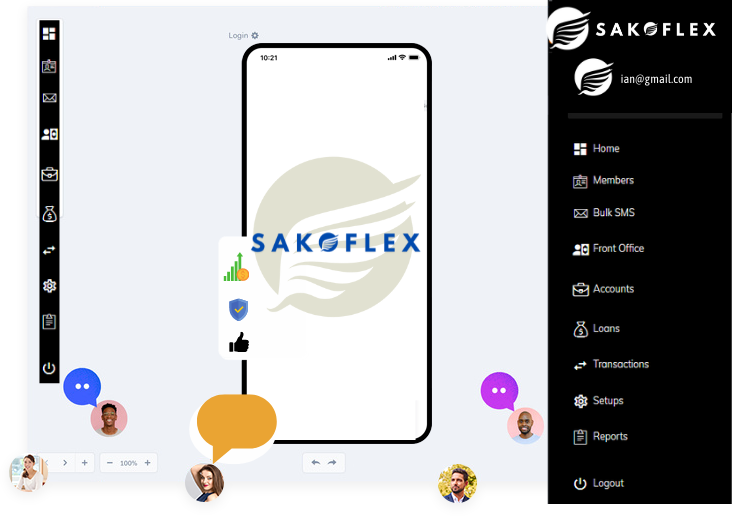 Login
10:21
SAKOFLEX
100%
SAKOFLEX
ian@gmail.com
Home
Members
Bulk SMS
Front Office
Accounts
Loans
Transactions
Setups
Reports
Logout